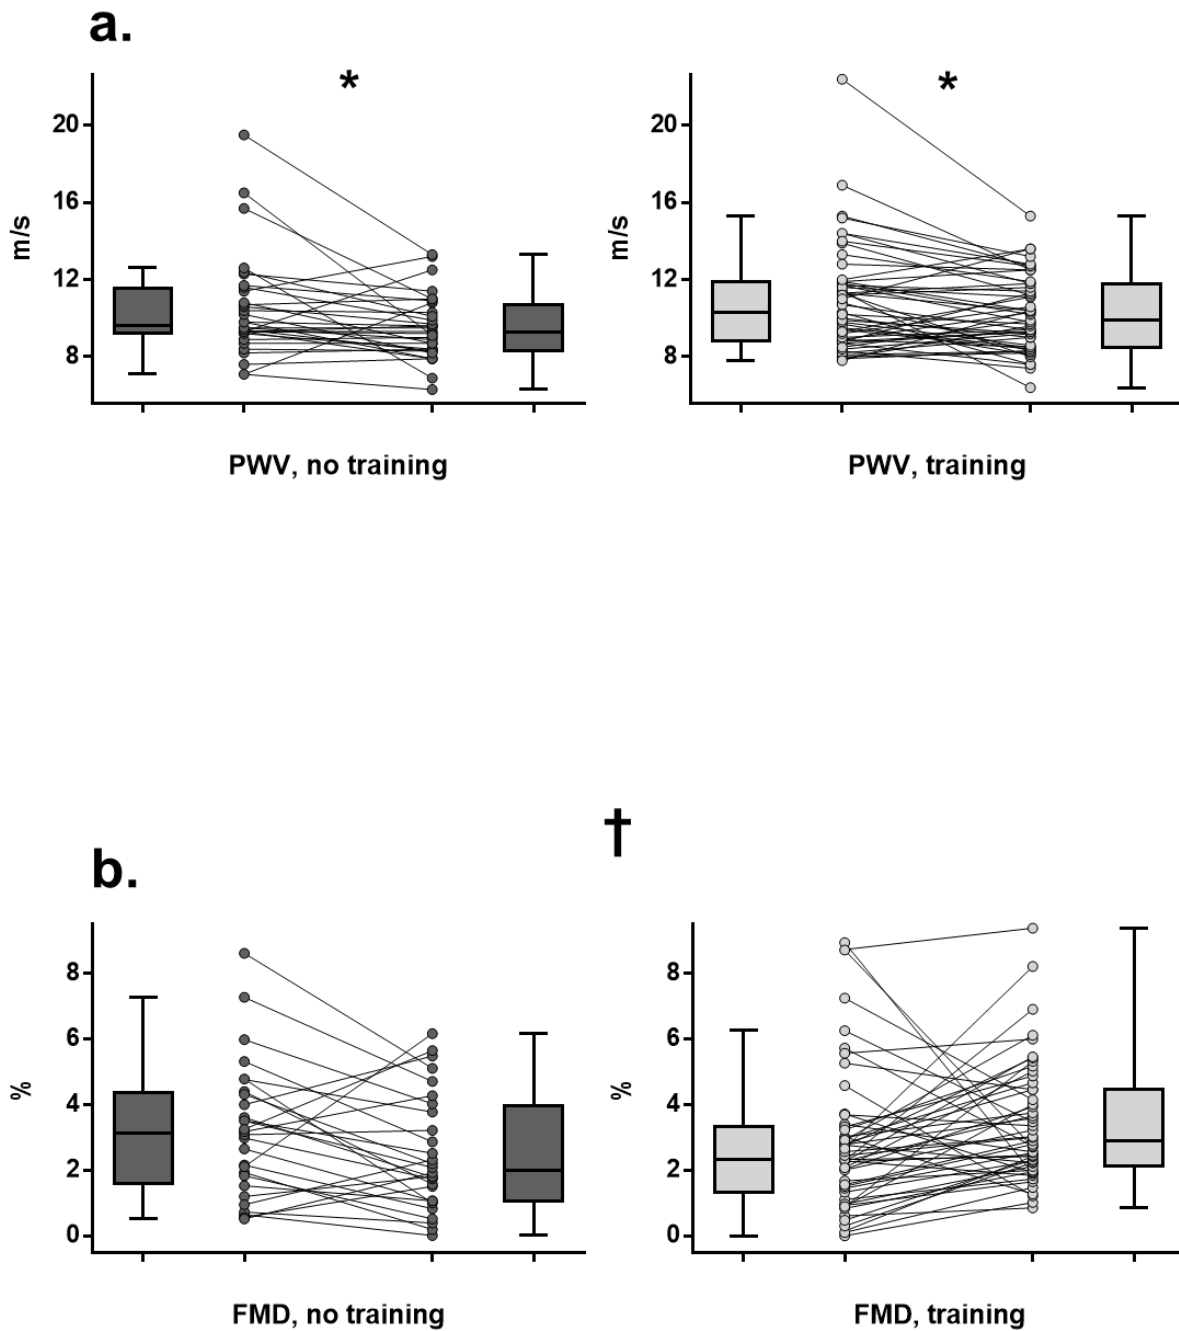 a.
*
*
20
16
12
8
m/s
20
16
12
8
m/s
PWV, no training
PWV, training
†
b.
8
6
4
2
0
%
8
6
4
2
0
%
FMD, no training
FMD, training